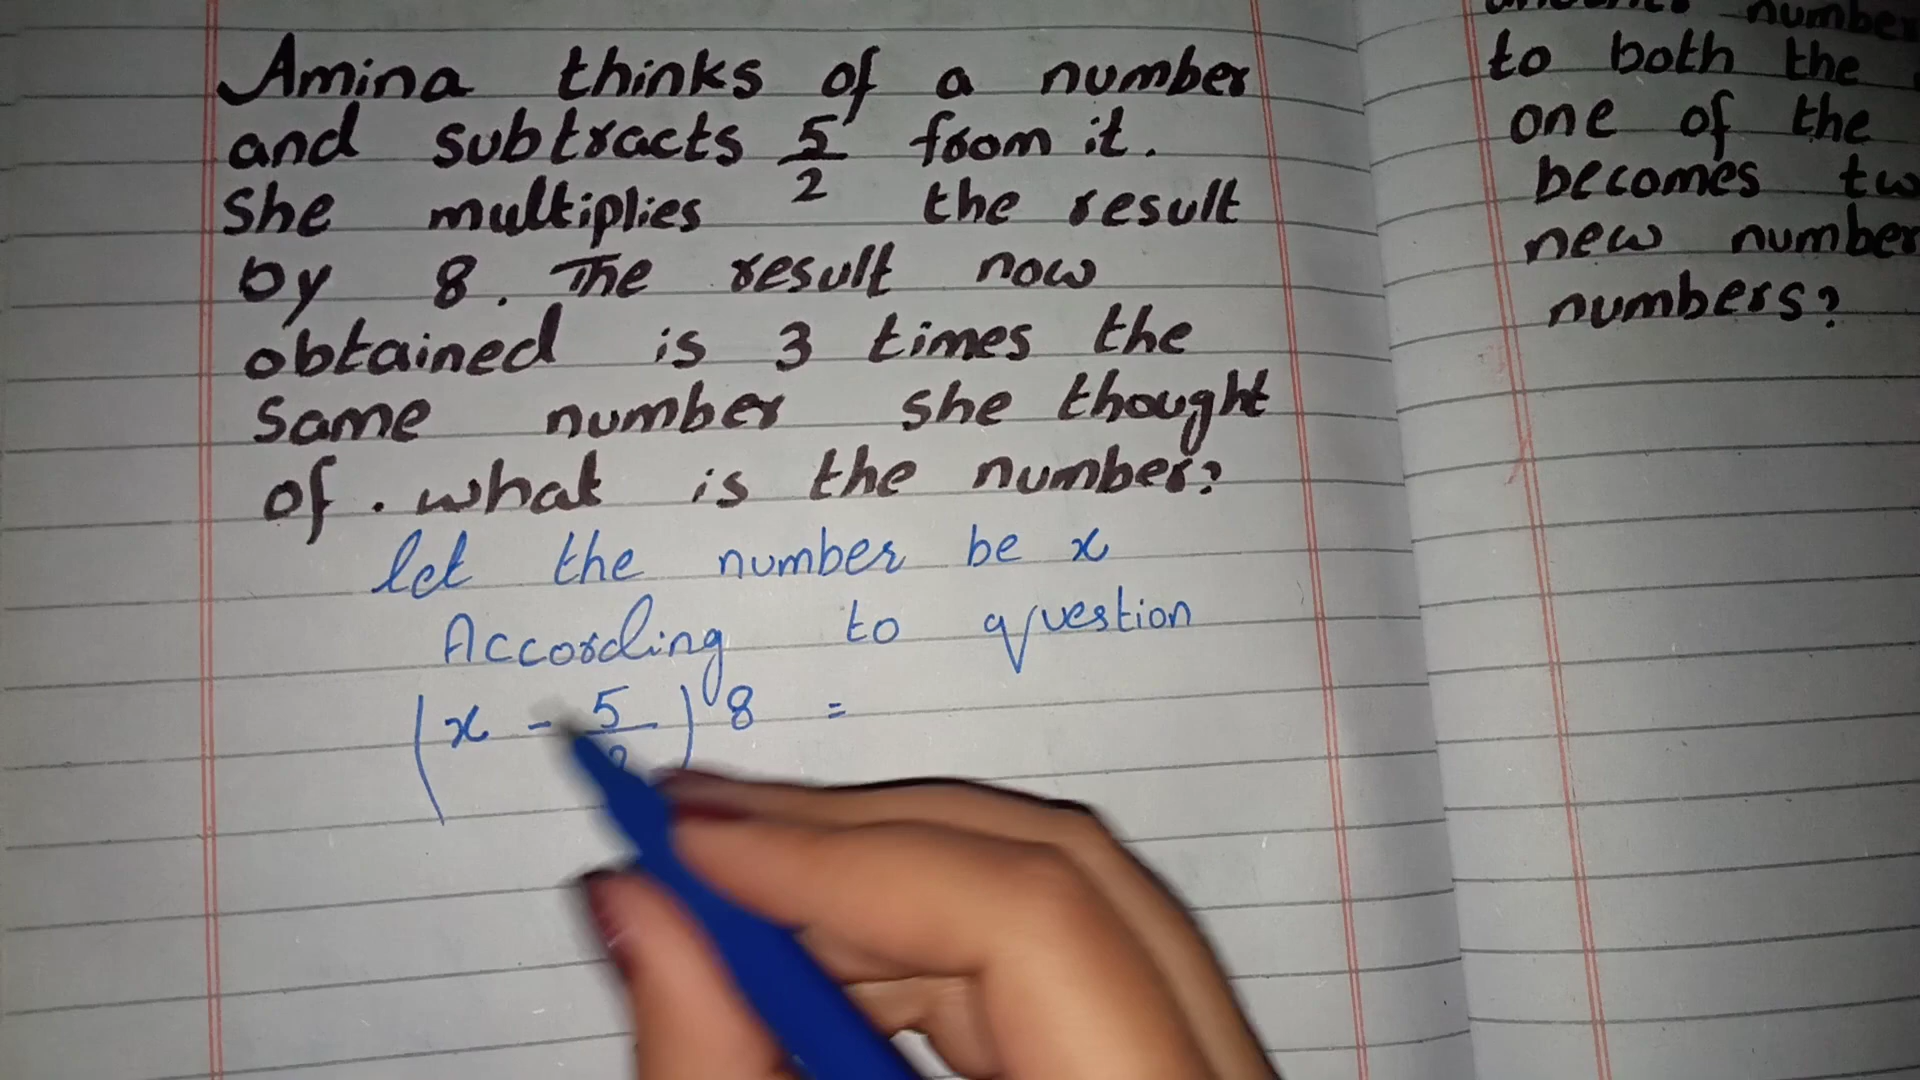 Amina thinks of a number
and subtracts 5/2 from it.
She multiplies the result
by 8. The result now
obtained is 3 times the
same number she thought
of. what is the number?
let the number be x
According to question
(x - 5/2) 8 =
number
to both the
one of the
becomes
new number
numbers?